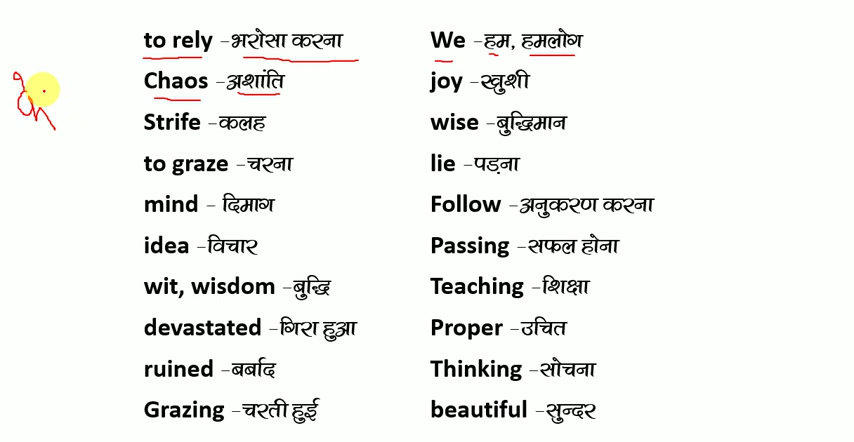 to rely -भरोसा करना
Chaos -अशांति
Strife -कलह
to graze -चरना
mind - दिमाग
idea -विचार
wit, wisdom -बुद्धि
devastated -गिरा हुआ
ruined -बर्बाद
Grazing -चरती हुई
We -हम, हमलोग
joy -खुशी
wise -बुद्धिमान
lie -पड़ना
Follow -अनुकरण करना
Passing -सफल होना
Teaching -शिक्षा
Proper -उचित
Thinking -सोचना
beautiful -सुन्दर